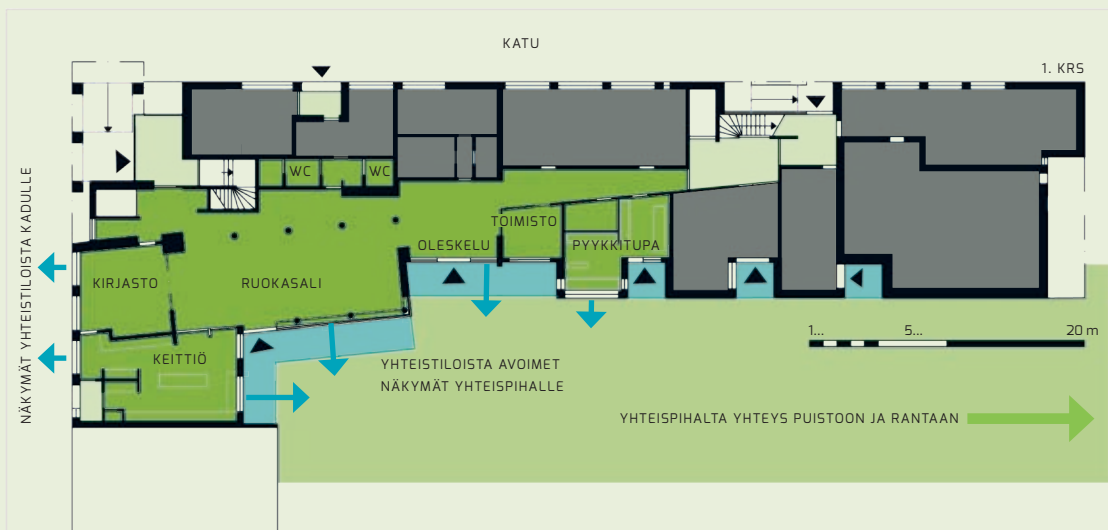 KATU
1. KRS
NÄKYMÄT YHTEISTILOISTA KADULLE
WC
WC
TOIMISTO
OLESKELU
PYYKKITUPA
KIRJASTO
RUOKASALI
KEITTIÖ
1...
5...
20 m
YHTEISTILOISTA AVOIMET
NÄKYMÄT YHTEISPIHALLE
YHTEISPIHALTA YHTEYS PUISTOON JA RANTAAN